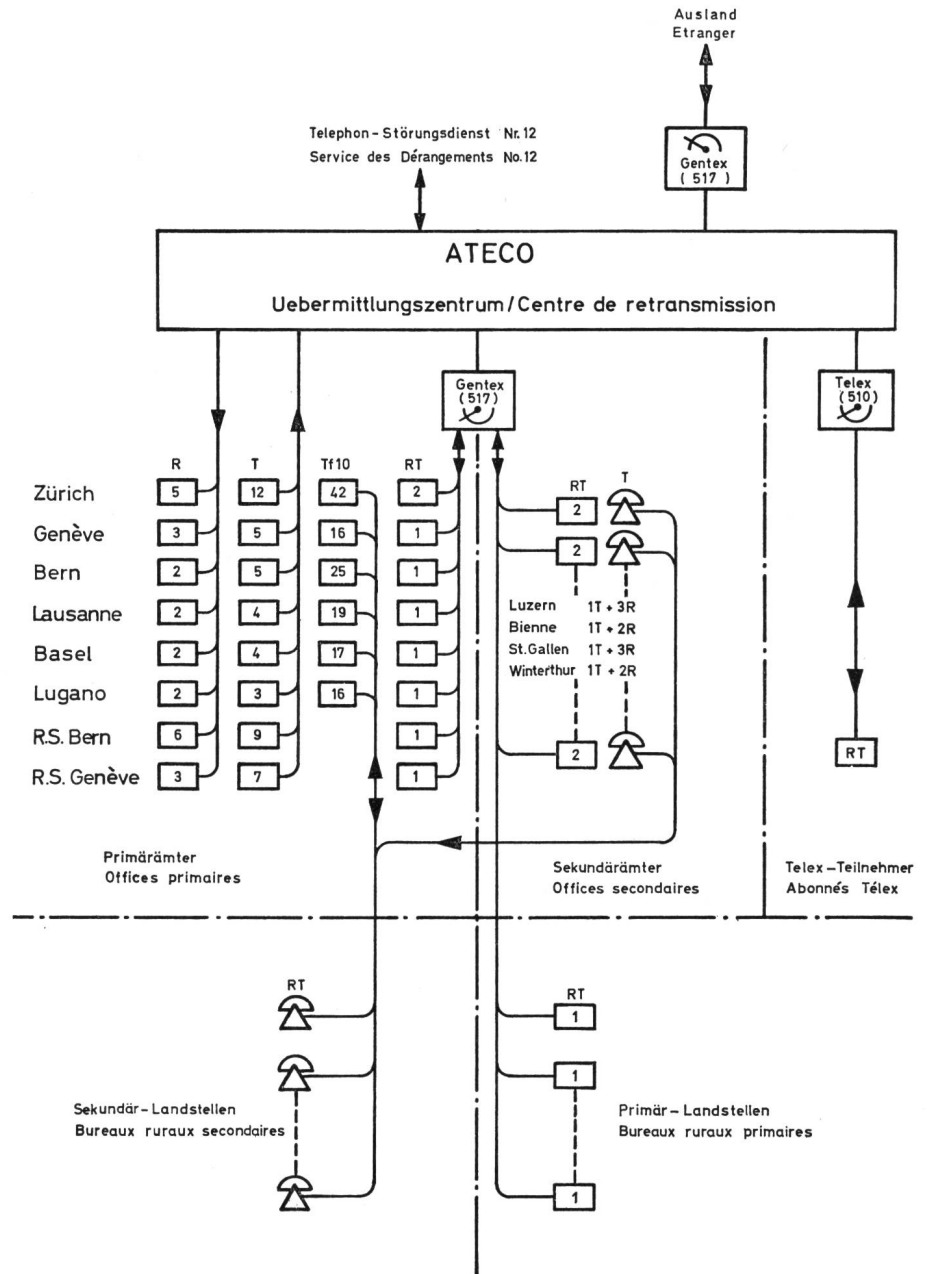 Ausland
Etranger
Gentex
( 517 )
Telephon-Störungsdienst Nr. 12
Service des Dérangements No. 12
ATECO
Uebermittlungszentrum/Centre de retransmission
Gentex
(517)
Telex
(510)
R T Tf10 RT
Zürich 5 12 42 2
Genève 3 5 16 1
Bern 2 5 25 1
Lausanne 2 4 19 1
Basel 2 4 17 1
Lugano 2 3 16 1
R.S. Bern 6 9 1
R.S. Genève 3 7 1
RT T
2
2
Luzern 1T + 3R
Bienne 1T + 2R
St.Gallen 1T + 3R
Winterthur 1T + 2R
2
RT
Primärämter
Offices primaires
Sekundärämter
Offices secondaires
Telex-Teilnehmer
Abonnés Télex
RT
Sekundär-Landstellen
Bureaux ruraux secondaires
RT
1
1
Primär-Landstellen
Bureaux ruraux primaires
1